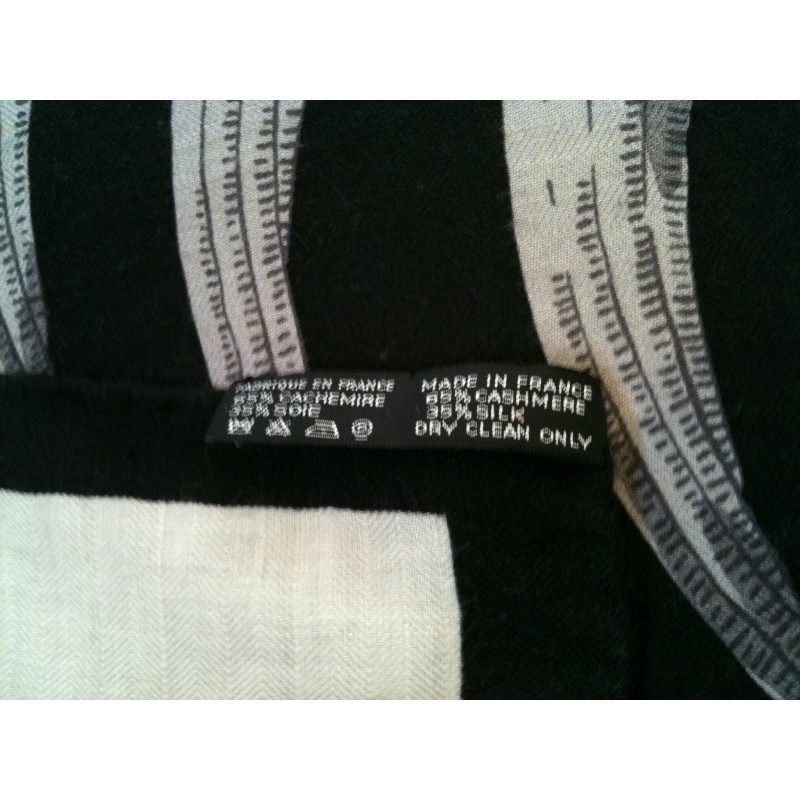 FABRIQUE EN FRANCE
65% CACHEMIRE
35% SOIE
MADE IN FRANCE
65% CASHMERE
35% SILK
DRY CLEAN ONLY